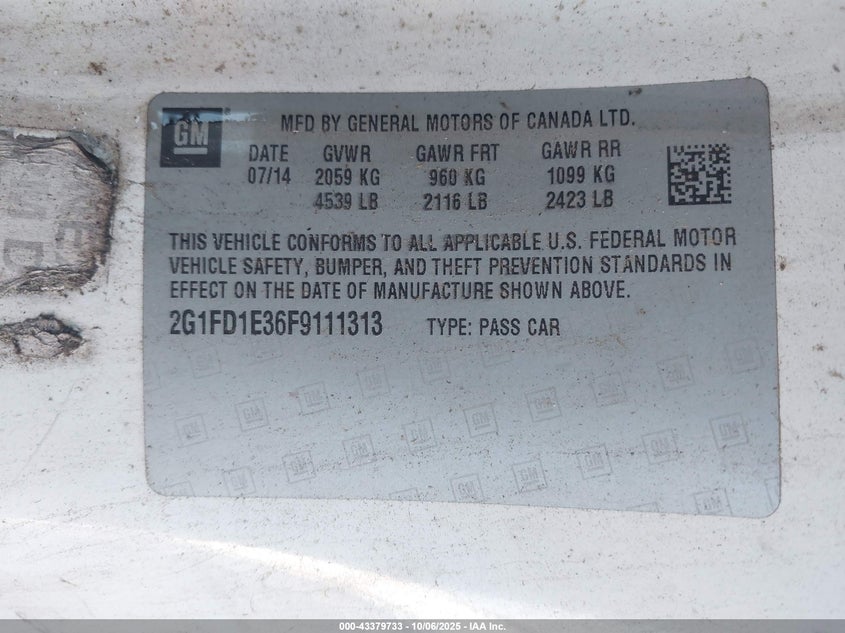 GM
MFD BY GENERAL MOTORS OF CANADA LTD.
DATE GVWR GAWR FRT GAWR RR
07/14 2059 KG 960 KG 1099 KG
4539 LB 2116 LB 2423 LB
THIS VEHICLE CONFORMS TO ALL APPLICABLE U.S. FEDERAL MOTOR
VEHICLE SAFETY, BUMPER, AND THEFT PREVENTION STANDARDS IN
EFFECT ON THE DATE OF MANUFACTURE SHOWN ABOVE.
2G1FD1E36F9111313 TYPE: PASS CAR
000-43379733 - 10/06/2025 - IAA Inc.